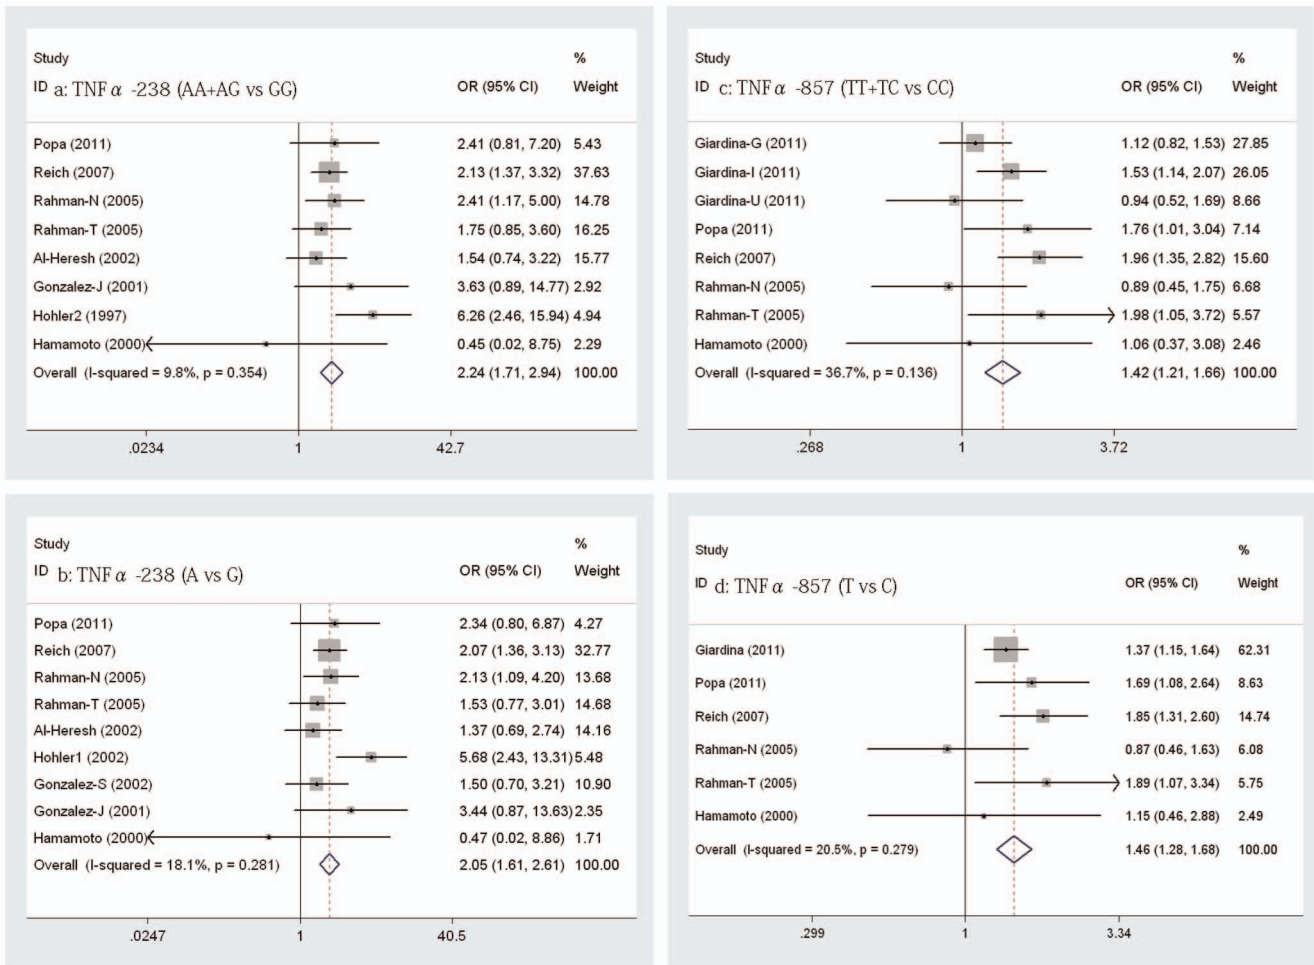 Study %
ID a: TNF α -238 (AA+AG vs GG) OR (95% CI) Weight
Popa (2011) 2.41 (0.81, 7.20) 5.43
Reich (2007) 2.13 (1.37, 3.32) 37.63
Rahman-N (2005) 2.41 (1.17, 5.00) 14.78
Rahman-T (2005) 1.75 (0.85, 3.60) 16.25
Al-Heresh (2002) 1.54 (0.74, 3.22) 15.77
Gonzalez-J (2001) 3.63 (0.89, 14.77) 2.92
Hohler2 (1997) 6.26 (2.46, 15.94) 4.94
Hamamoto (2000) 0.45 (0.02, 8.75) 2.29
Overall (I-squared = 9.8%, p = 0.354) 2.24 (1.71, 2.94) 100.00
.0234 1 42.7
Study %
ID c: TNF α -857 (TT+TC vs CC) OR (95% CI) Weight
Giardina-G (2011) 1.12 (0.82, 1.53) 27.85
Giardina-I (2011) 1.53 (1.14, 2.07) 26.05
Giardina-U (2011) 0.94 (0.52, 1.69) 8.66
Popa (2011) 1.76 (1.01, 3.04) 7.14
Reich (2007) 1.96 (1.35, 2.82) 15.60
Rahman-N (2005) 0.89 (0.45, 1.75) 6.68
Rahman-T (2005) 1.98 (1.05, 3.72) 5.57
Hamamoto (2000) 1.06 (0.37, 3.08) 2.46
Overall (I-squared = 36.7%, p = 0.136) 1.42 (1.21, 1.66) 100.00
.268 1 3.72
Study %
ID b: TNF α -238 (A vs G) OR (95% CI) Weight
Popa (2011) 2.34 (0.80, 6.87) 4.27
Reich (2007) 2.07 (1.36, 3.13) 32.77
Rahman-N (2005) 2.13 (1.09, 4.20) 13.68
Rahman-T (2005) 1.53 (0.77, 3.01) 14.68
Al-Heresh (2002) 1.37 (0.69, 2.74) 14.16
Hohler1 (2002) 5.68 (2.43, 13.31) 5.48
Gonzalez-S (2002) 1.50 (0.70, 3.21) 10.90
Gonzalez-J (2001) 3.44 (0.87, 13.63) 2.35
Hamamoto (2000) 0.47 (0.02, 8.86) 1.71
Overall (I-squared = 18.1%, p = 0.281) 2.05 (1.61, 2.61) 100.00
.0247 1 40.5
Study %
ID d: TNF α -857 (T vs C) OR (95% CI) Weight
Giardina (2011) 1.37 (1.15, 1.64) 62.31
Popa (2011) 1.69 (1.08, 2.64) 8.63
Reich (2007) 1.85 (1.31, 2.60) 14.74
Rahman-N (2005) 0.87 (0.46, 1.63) 6.08
Rahman-T (2005) 1.89 (1.07, 3.34) 5.75
Hamamoto (2000) 1.15 (0.46, 2.88) 2.49
Overall (I-squared = 20.5%, p = 0.279) 1.46 (1.28, 1.68) 100.00
.299 1 3.34